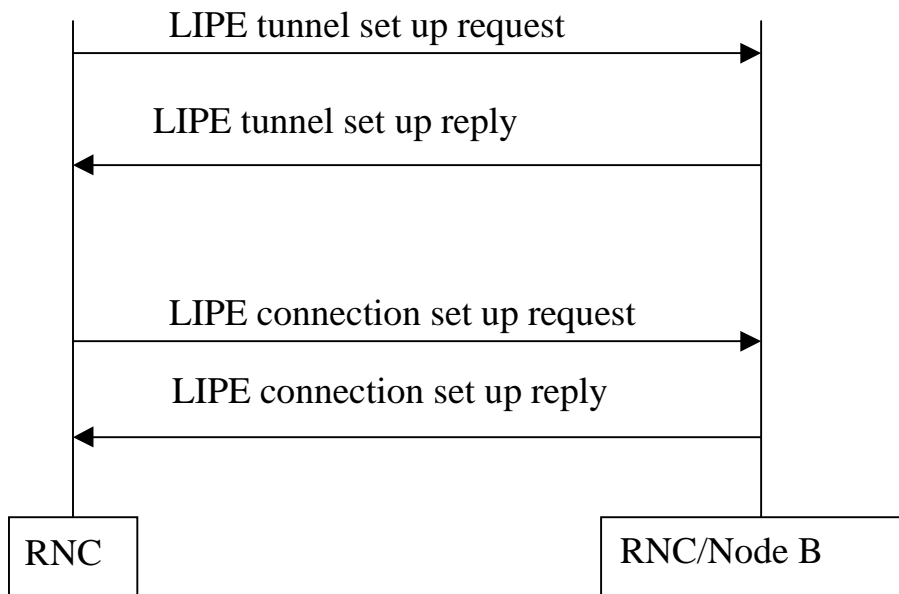 LIPE tunnel set up request
LIPE tunnel set up reply
LIPE connection set up request
LIPE connection set up reply
RNC
RNC/Node B